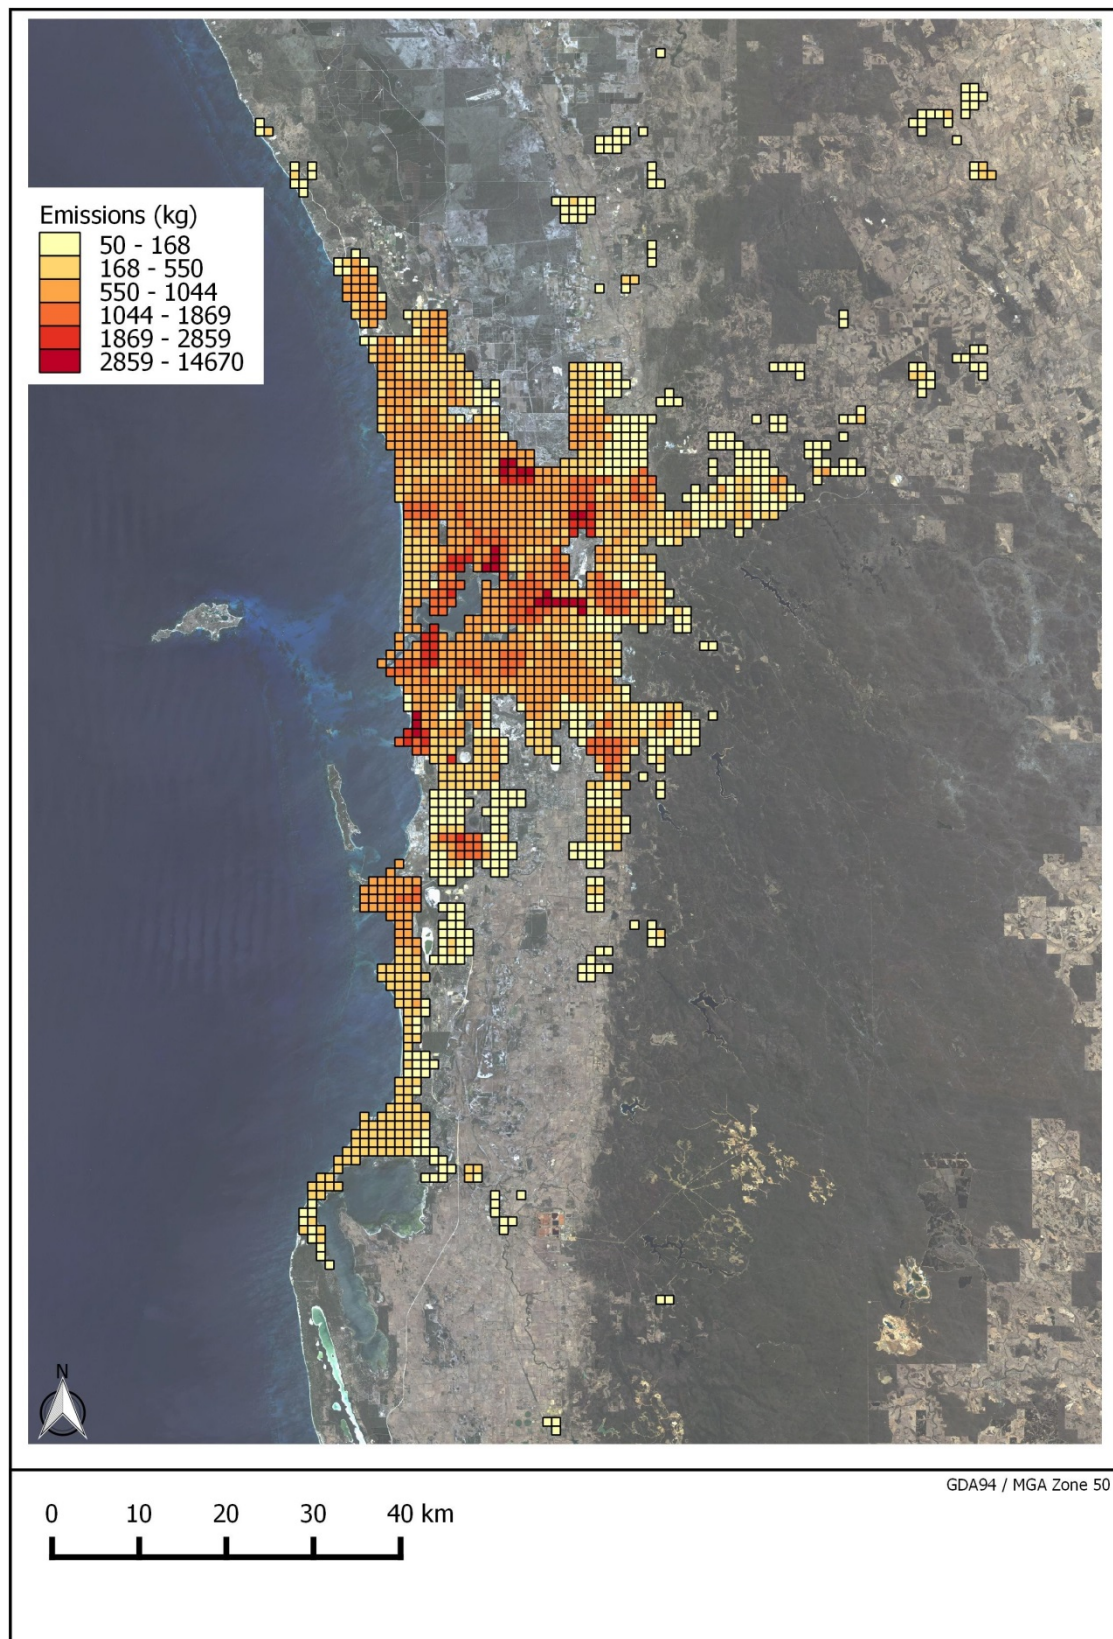 Emissions (kg)
50 - 168
168 - 550
550 - 1044
1044 - 1869
1869 - 2859
2859 - 14670
N
GDA94 / MGA Zone 50
0 10 20 30 40 km